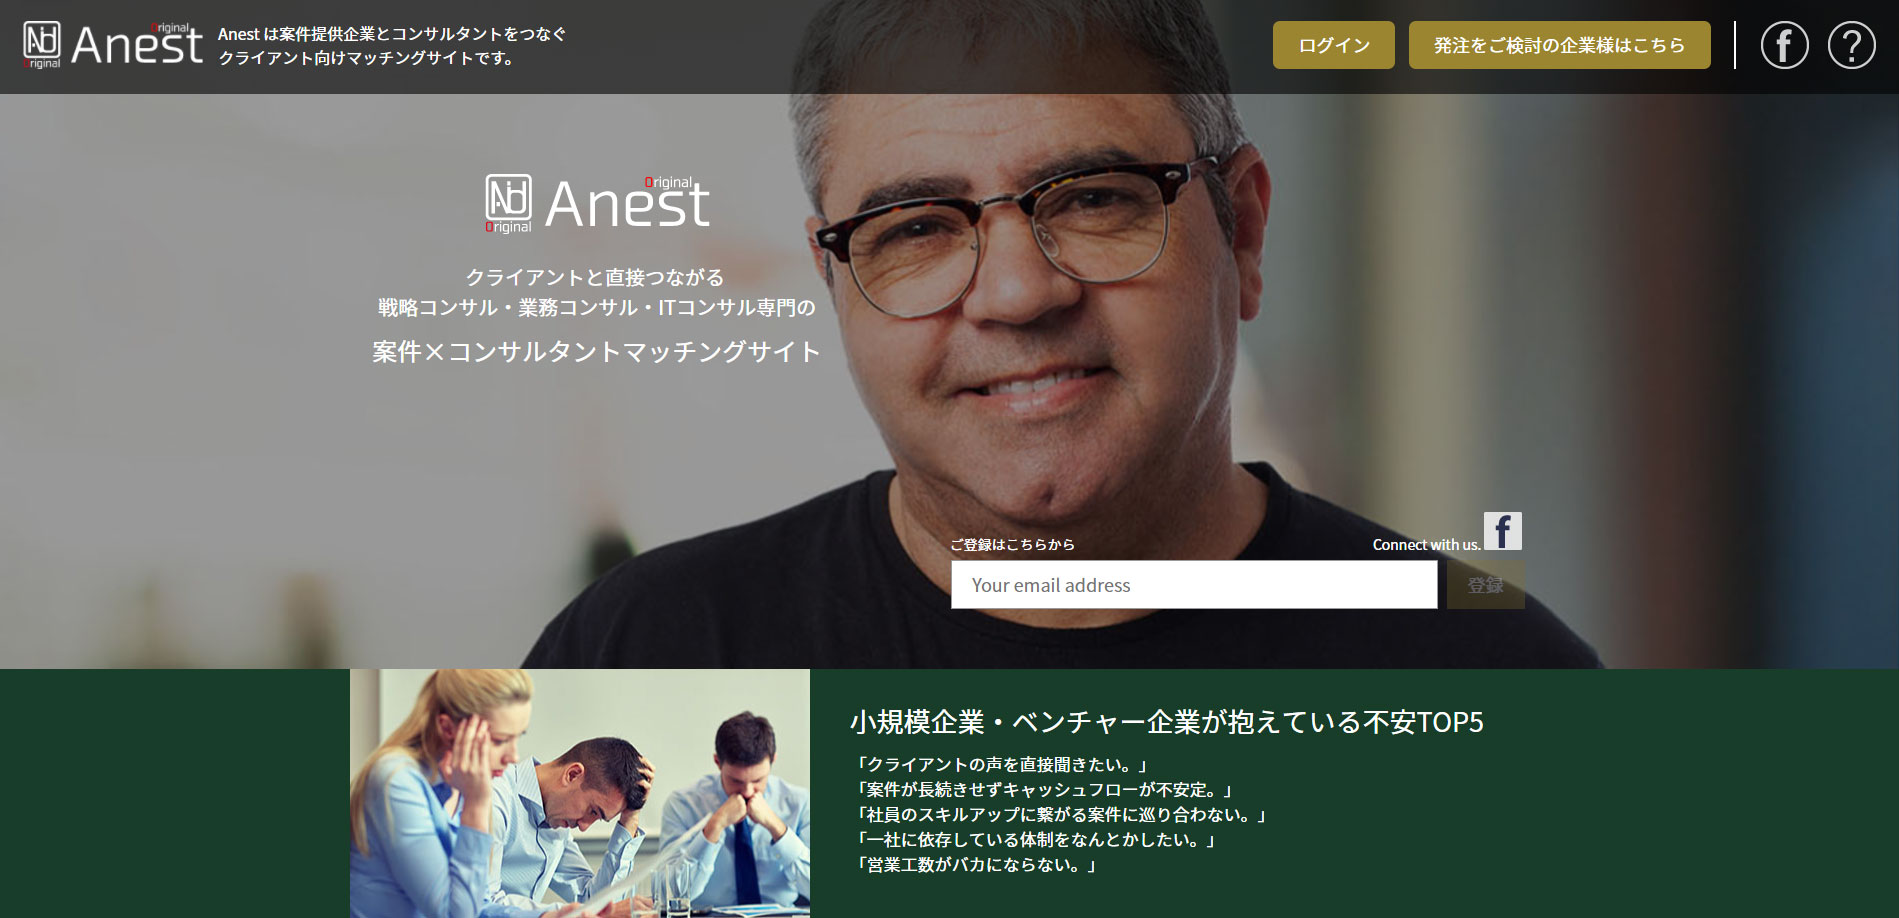 Original
Anest
Original
Anest は案件提供企業とコンサルタントをつなぐ
クライアント向けマッチングサイトです。
ログイン
発注をご検討の企業様はこちら
Original
Anest
Original
クライアントと直接つながる
戦略コンサル・業務コンサル・ITコンサル専門の
案件×コンサルタントマッチングサイト
ご登録はこちらから
Connect with us.
Your email address
登録
小規模企業・ベンチャー企業が抱えている不安TOP5
「クライアントの声を直接聞きたい。」
「案件が長続きせずキャッシュフローが不安定。」
「社員のスキルアップに繋がる案件に巡り合わない。」
「一社に依存している体制をなんとかしたい。」
「営業工数がバカにならない。」